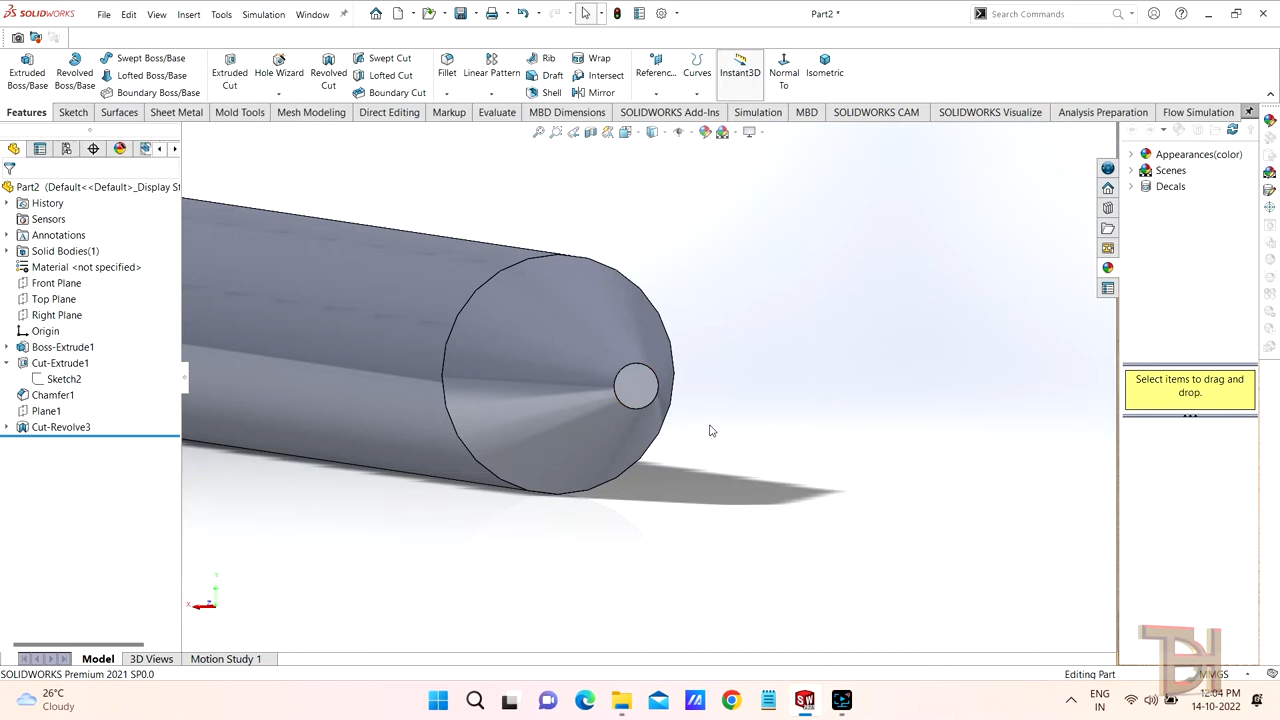 SOLIDWORKS
File Edit View Insert Tools Simulation Window
Part2 *
Search Commands
Extruded Boss/Base
Revolved Boss/Base
Swept Boss/Base
Lofted Boss/Base
Boundary Boss/Base
Extruded Cut
Hole Wizard
Revolved Cut
Swept Cut
Lofted Cut
Boundary Cut
Fillet
Linear Pattern
Rib
Draft
Shell
Wrap
Intersect
Mirror
Referenc...
Curves
Instant3D
Normal To
Isometric
Features Sketch Surfaces Sheet Metal Mold Tools Mesh Modeling Direct Editing Markup Evaluate MBD Dimensions SOLIDWORKS Add-Ins Simulation MBD SOLIDWORKS CAM SOLIDWORKS Visualize Analysis Preparation Flow Simulation
Part2 (Default<<Default>_Display St
History
Sensors
Annotations
Solid Bodies(1)
Material <not specified>
Front Plane
Top Plane
Right Plane
Origin
Boss-Extrude1
Cut-Extrude1
Sketch2
Chamfer1
Plane1
Cut-Revolve3
Appearances(color)
Scenes
Decals
Select items to drag and
drop.
Y
X
Z
Model 3D Views Motion Study 1
SOLIDWORKS Premium 2021 SP0.0
Editing Part
MMGS
26°C
Cloudy
ENG
IN
12:04 PM
14-10-2022